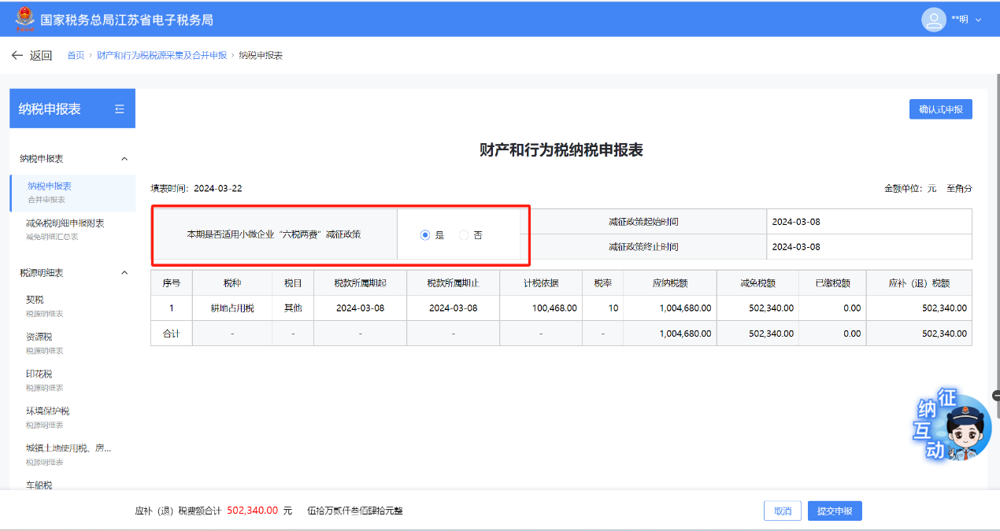 国家税务总局江苏省电子税务局
**明
返回 首页 › 财产和行为税税源采集及合并申报 › 纳税申报表
纳税申报表
确认式申报
财产和行为税纳税申报表
填表时间：2024-03-22
金额单位：元 至角分
纳税申报表
纳税申报表
合并申报表
减免税明细申报附表
减免明细汇总表
税源明细表
契税
税源明细表
资源税
税源明细表
印花税
税源明细表
环境保护税
税源明细表
城镇土地使用税、房...
税源明细表
车船税
本期是否适用小微企业“六税两费”减征政策 是 否
减征政策起始时间 2024-03-08
减征政策终止时间 2024-03-08
序号 税种 税目 税款所属期起 税款所属期止 计税依据 税率 应纳税额 减免税额 已缴税额 应补（退）税额
1 耕地占用税 其他 2024-03-08 2024-03-08 100,468.00 10 1,004,680.00 502,340.00 0.00 502,340.00
合计 - - - - - - 1,004,680.00 502,340.00 0.00 502,340.00
征
纳
互
动
应补（退）税费额合计 502,340.00 元 伍拾万贰仟叁佰肆拾元整
取消 提交申报